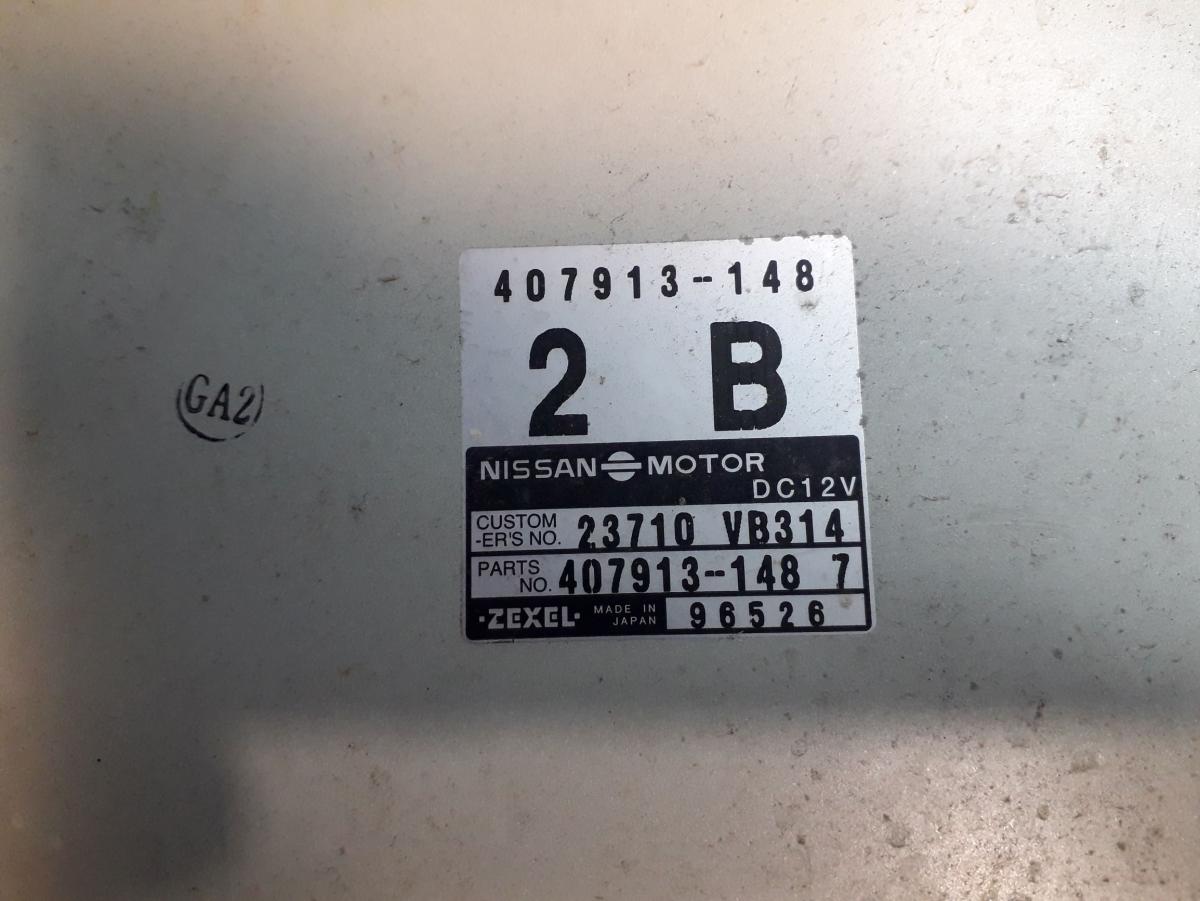 407913-148
2 B
GA2
NISSAN MOTOR
DC12V
CUSTOM
-ER'S NO. 23710 VB314
PARTS
NO. 407913-148 7
·ZEXEL· MADE IN
JAPAN 96526